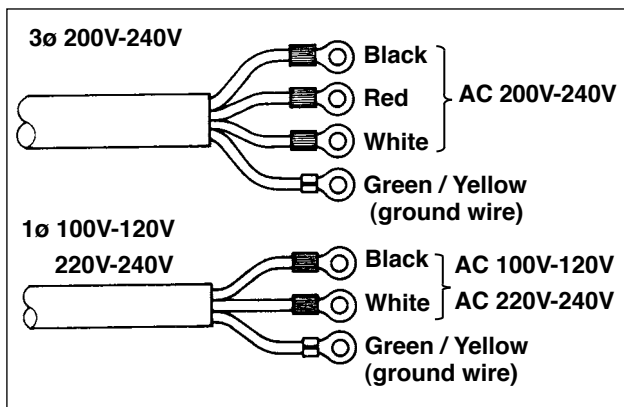 3ø 200V-240V
Black
Red
White
AC 200V-240V
Green / Yellow
(ground wire)
1ø 100V-120V
220V-240V
Black
White
AC 100V-120V
AC 220V-240V
Green / Yellow
(ground wire)